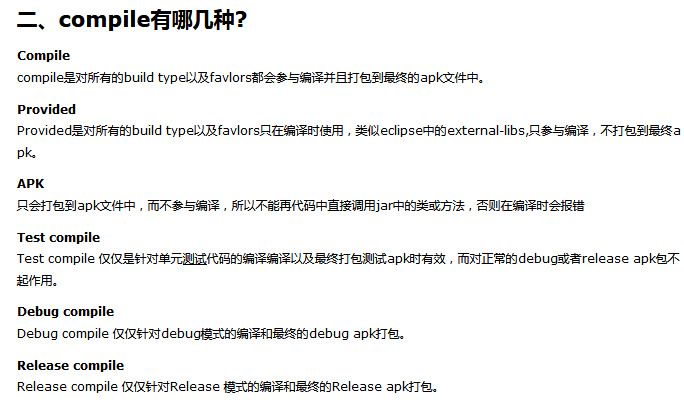 二、compile有哪几种?
Compile
compile是对所有的build type以及favlors都会参与编译并且打包到最终的apk文件中。
Provided
Provided是对所有的build type以及favlors只在编译时使用，类似eclipse中的external-libs,只参与编译，不打包到最终a
pk。
APK
只会打包到apk文件中，而不参与编译，所以不能再代码中直接调用jar中的类或方法，否则在编译时会报错
Test compile
Test compile 仅仅是针对单元测试代码的编译编译以及最终打包测试apk时有效，而对正常的debug或者release apk包不
起作用。
Debug compile
Debug compile 仅仅针对debug模式的编译和最终的debug apk打包。
Release compile
Release compile 仅仅针对Release 模式的编译和最终的Release apk打包。